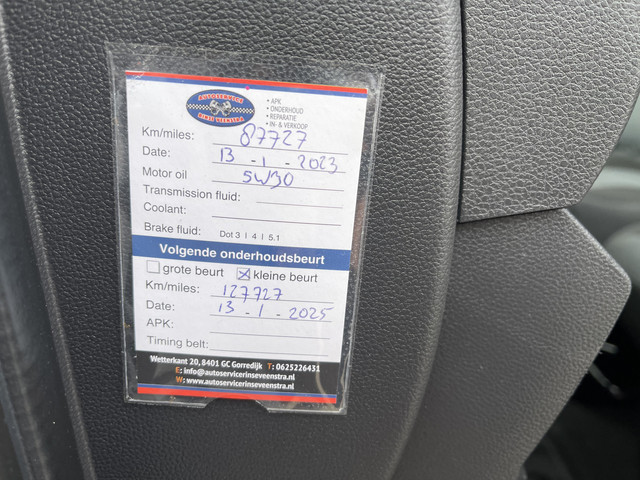 AUTOSERVICE
RINSE VEENSTRA
• APK
• ONDERHOUD
• REPARATIE
• IN- & VERKOOP
Km/miles: 87727
Date: 13 - 1 - 2023
Motor oil 5W30
Transmission fluid:
Coolant:
Brake fluid: Dot 3 I 4 I 5.1
Volgende onderhoudsbeurt
grote beurt kleine beurt
Km/miles: 127727
Date: 13 - 1 - 2025
APK:
Timing belt:
Wetterkant 20, 8401 GC Gorredijk T: 0625226431
E: info@autoservicerinseveenstra.nl
W: www.autoservicerinseveenstra.nl